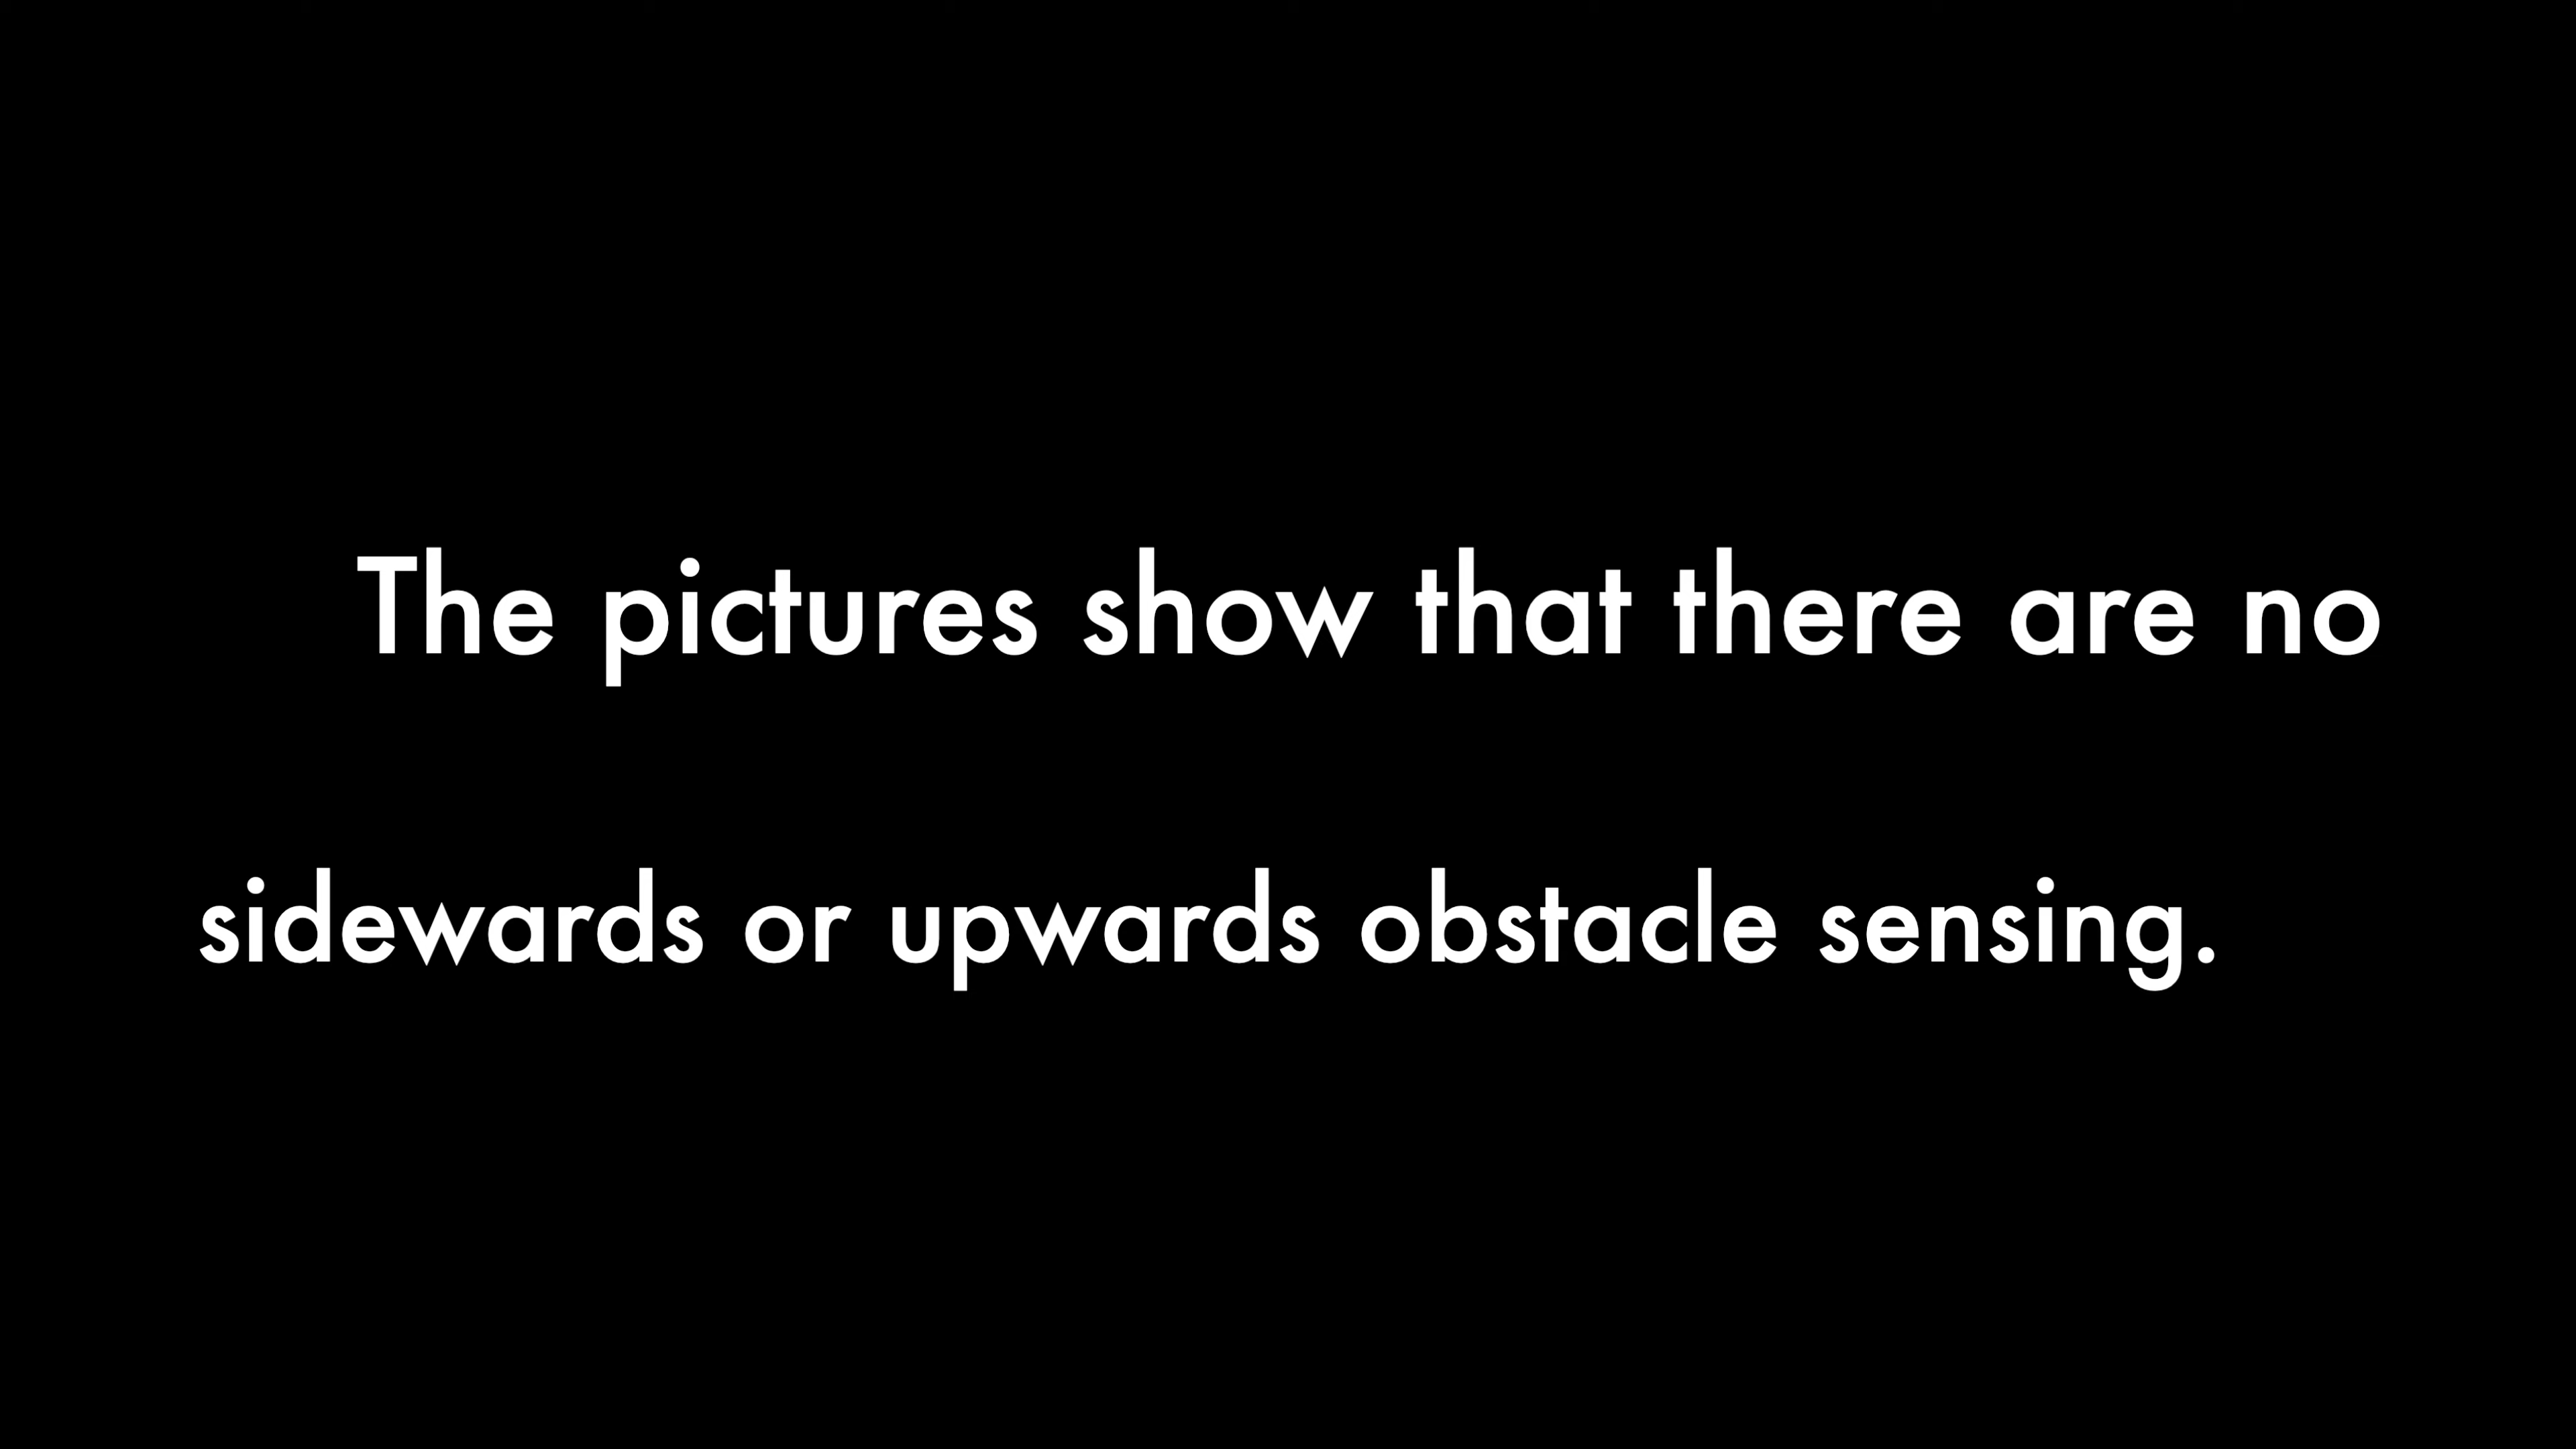 The pictures show that there are no
sidewards or upwards obstacle sensing.